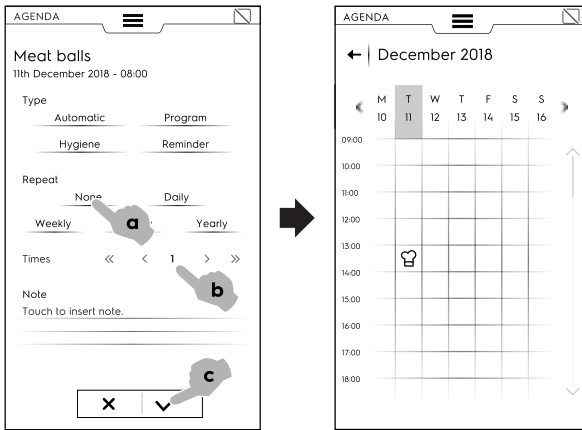 AGENDA
Meat balls
11th December 2018 - 08:00
Type
Automatic Program
Hygiene Reminder
Repeat
None Daily
Weekly Yearly
a
Times « < 1 > »
b
Note
Touch to insert note.
c
AGENDA
December 2018
M T W T F S S
10 11 12 13 14 15 16
09:00
10:00
11:00
12:00
13:00
14:00
15:00
16:00
17:00
18:00